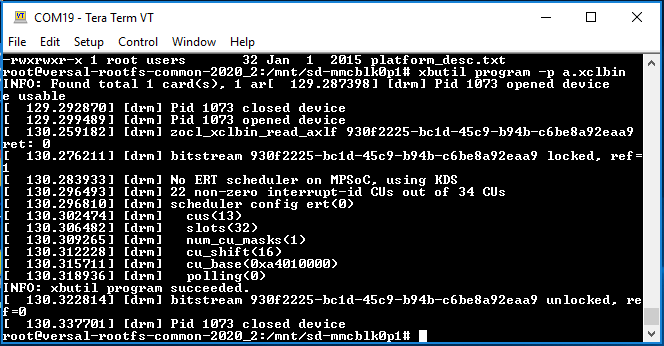 COM19 - Tera Term VT
File Edit Setup Control Window Help
-rwxrwxr-x 1 root users 32 Jan 1 2015 platform_desc.txt
root@versal-rootfs-common-2020_2:/mnt/sd-mmcblk0p1# xbutil program -p a.xclbin
INFO: Found total 1 card(s), 1 ar[ 129.287398] [drm] Pid 1073 opened device
e usable
[ 129.292870] [drm] Pid 1073 closed device
[ 129.299489] [drm] Pid 1073 opened device
[ 130.259182] [drm] zocl_xclbin_read_axlf 930f2225-bc1d-45c9-b94b-c6be8a92eaa9
ret: 0
[ 130.276211] [drm] bitstream 930f2225-bc1d-45c9-b94b-c6be8a92eaa9 locked, ref=
1
[ 130.283933] [drm] No ERT scheduler on MPSoC, using KDS
[ 130.296493] [drm] 22 non-zero interrupt-id CUs out of 34 CUs
[ 130.296810] [drm] scheduler config ert(0)
[ 130.302474] [drm] cus(13)
[ 130.306482] [drm] slots(32)
[ 130.309265] [drm] num_cu_masks(1)
[ 130.312228] [drm] cu_shift(16)
[ 130.315711] [drm] cu_base(0xa4010000)
[ 130.318936] [drm] polling(0)
INFO: xbutil program succeeded.
[ 130.322814] [drm] bitstream 930f2225-bc1d-45c9-b94b-c6be8a92eaa9 unlocked, re
f=0
[ 130.337701] [drm] Pid 1073 closed device
root@versal-rootfs-common-2020_2:/mnt/sd-mmcblk0p1#